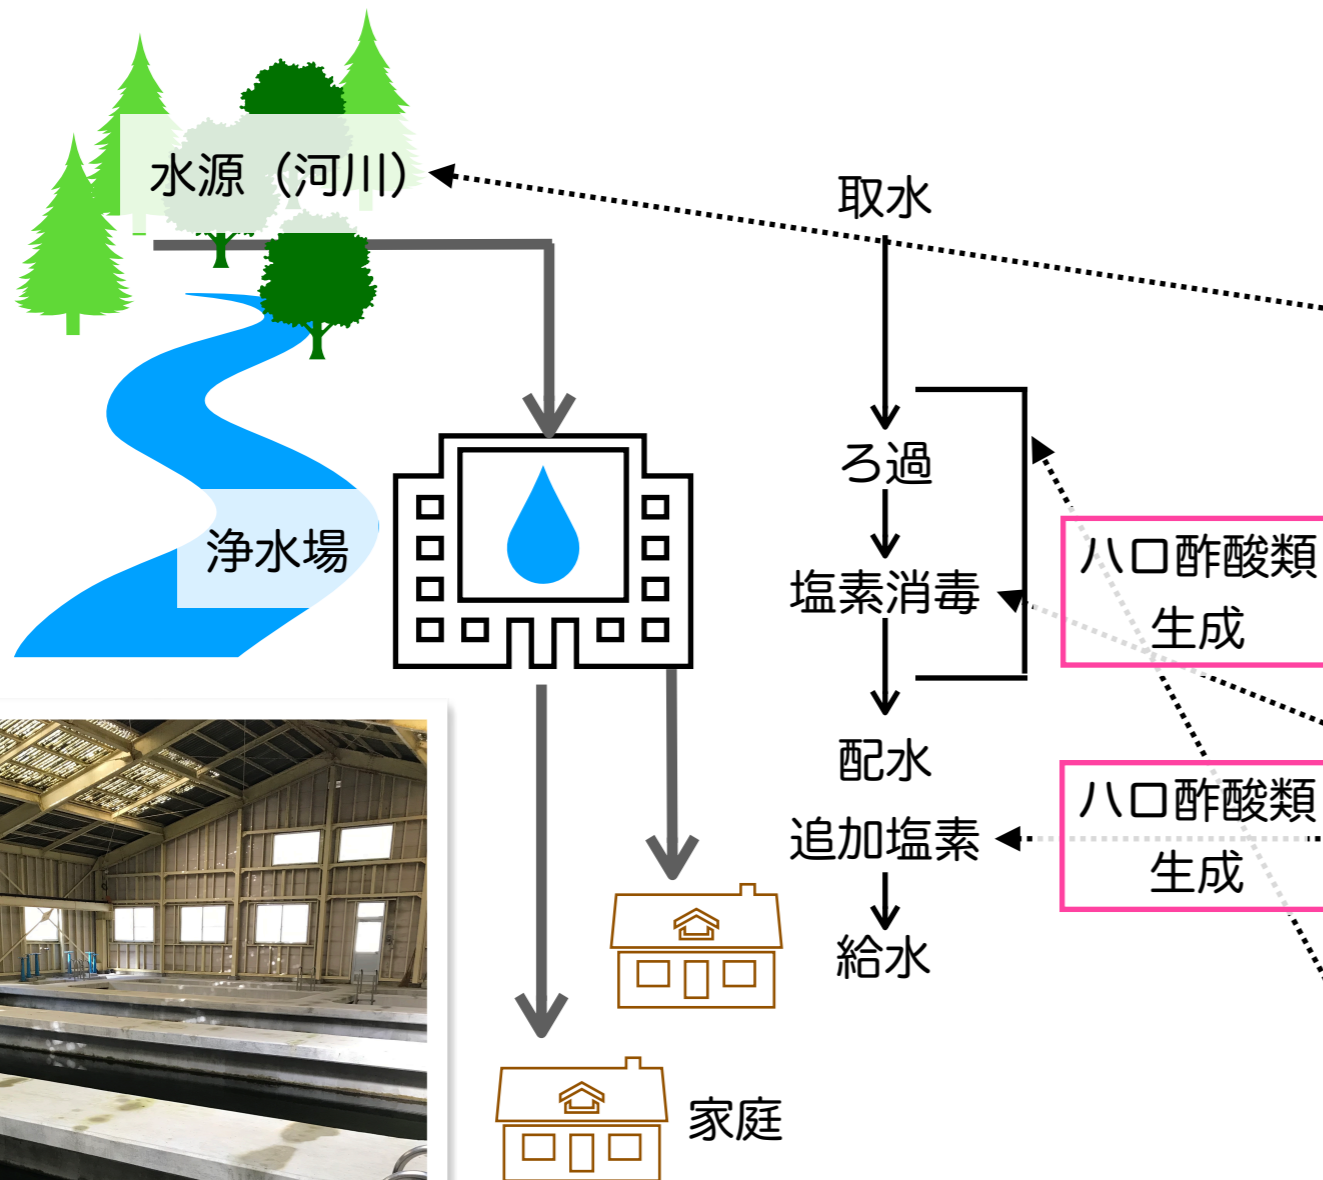 水源（河川）
取水
ろ過
浄水場
塩素消毒
ハロ酢酸類
生成
配水
追加塩素
ハロ酢酸類
生成
給水
家庭